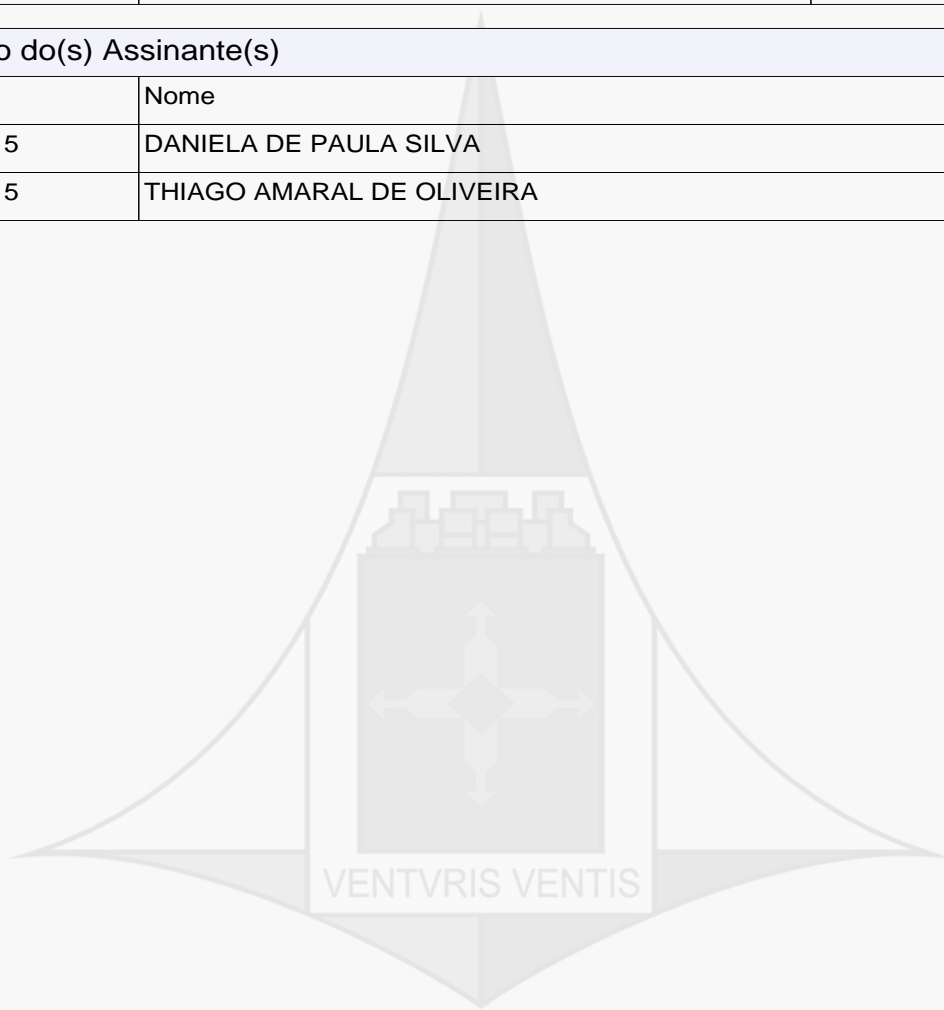 o do(s) Assinante(s)
Nome
5 DANIELA DE PAULA SILVA
5 THIAGO AMARAL DE OLIVEIRA
VENTVRIS VENTIS